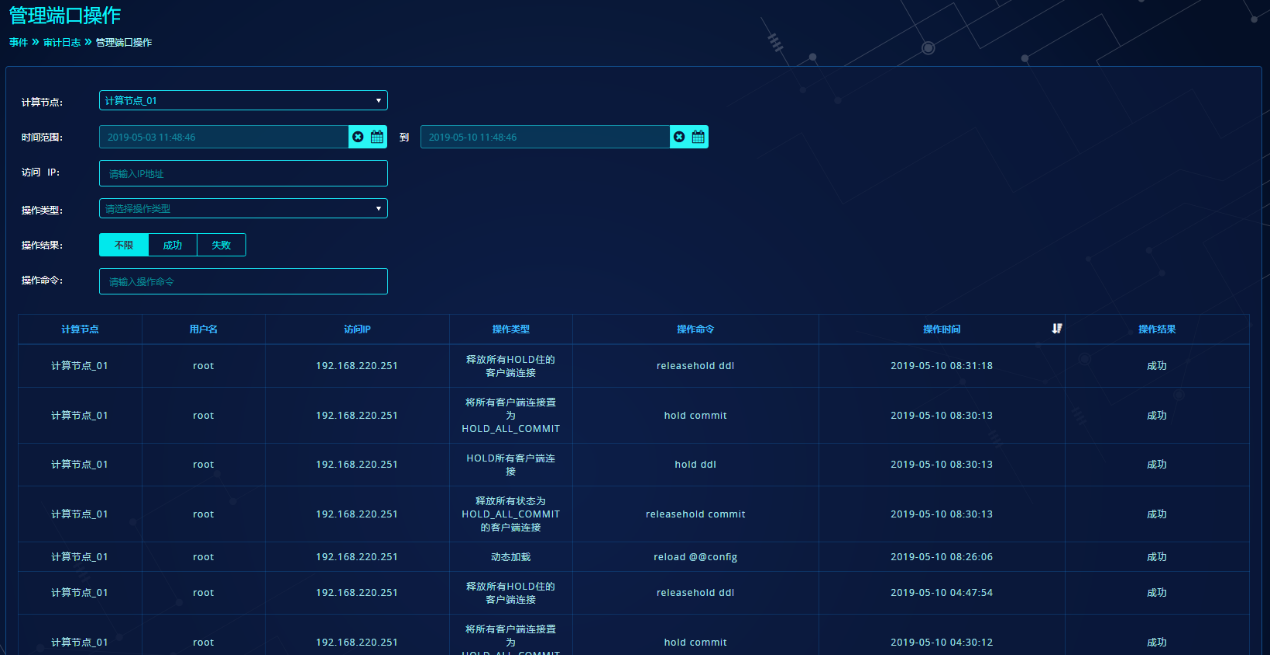 管理端口操作
事件 » 审计日志 » 管理端口操作
计算节点: 计算节点_01
时间范围: 2019-05-03 11:48:46 到 2019-05-10 11:48:46
访问 IP: 请输入IP地址
操作类型: 请选择操作类型
操作结果: 不限 成功 失败
操作命令: 请输入操作命令
计算节点 用户名 访问IP 操作类型 操作命令 操作时间 操作结果
计算节点_01 root 192.168.220.251 释放所有HOLD住的客户端连接 releasehold ddl 2019-05-10 08:31:18 成功
计算节点_01 root 192.168.220.251 将所有客户端连接置为HOLD_ALL_COMMIT hold commit 2019-05-10 08:30:13 成功
计算节点_01 root 192.168.220.251 HOLD所有客户端连接 hold ddl 2019-05-10 08:30:13 成功
计算节点_01 root 192.168.220.251 释放所有状态为HOLD_ALL_COMMIT的客户端连接 releasehold commit 2019-05-10 08:30:13 成功
计算节点_01 root 192.168.220.251 动态加载 reload @@config 2019-05-10 08:26:06 成功
计算节点_01 root 192.168.220.251 释放所有HOLD住的客户端连接 releasehold ddl 2019-05-10 04:47:54 成功
计算节点_01 root 192.168.220.251 将所有客户端连接置为HOLD_ALL_COMMIT hold commit 2019-05-10 04:30:12 成功